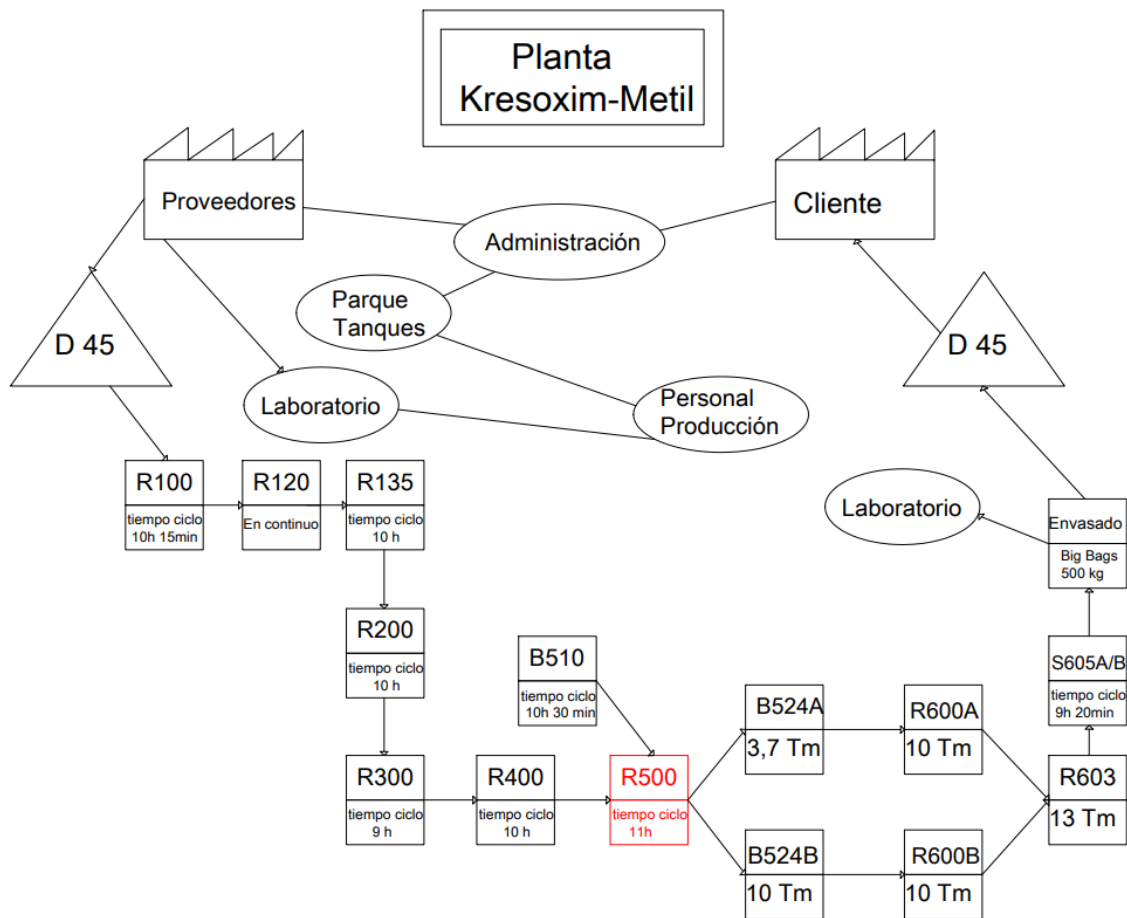 Planta
Kresoxim-Metil
Proveedores
Cliente
Administración
Parque
Tanques
D 45
D 45
Laboratorio
Personal
Producción
R100
tiempo ciclo
10h 15min
R120
En continuo
R135
tiempo ciclo
10 h
Laboratorio
Envasado
Big Bags
500 kg
R200
tiempo ciclo
10 h
B510
tiempo ciclo
10h 30 min
S605A/B
tiempo ciclo
9h 20min
B524A
3,7 Tm
R600A
10 Tm
R300
tiempo ciclo
9 h
R400
tiempo ciclo
10 h
R500
tiempo ciclo
11h
R603
13 Tm
B524B
10 Tm
R600B
10 Tm